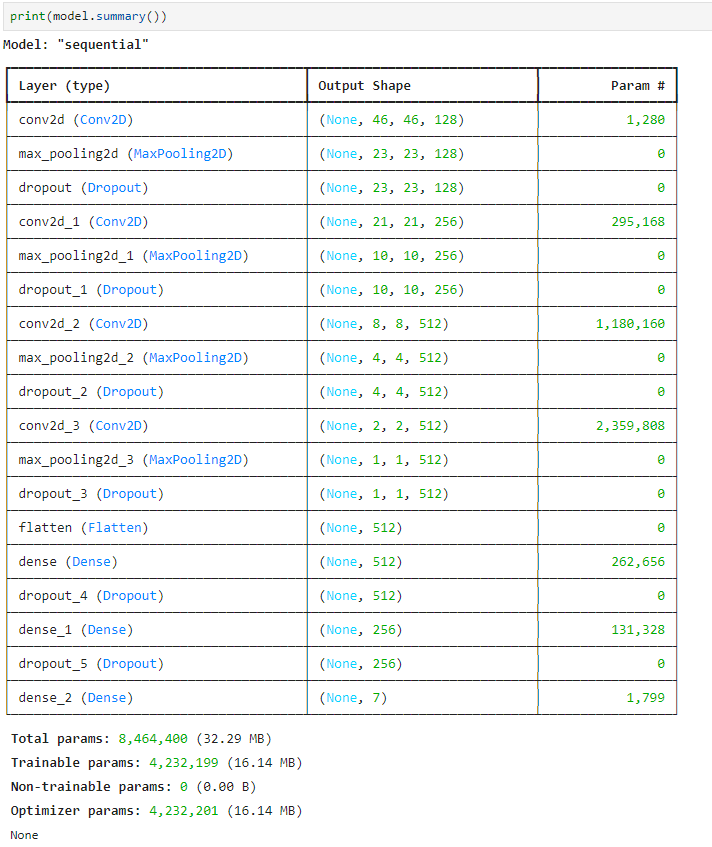 print(model.summary())
Model: "sequential"
Layer (type) Output Shape Param #
conv2d (Conv2D) (None, 46, 46, 128) 1,280
max_pooling2d (MaxPooling2D) (None, 23, 23, 128) 0
dropout (Dropout) (None, 23, 23, 128) 0
conv2d_1 (Conv2D) (None, 21, 21, 256) 295,168
max_pooling2d_1 (MaxPooling2D) (None, 10, 10, 256) 0
dropout_1 (Dropout) (None, 10, 10, 256) 0
conv2d_2 (Conv2D) (None, 8, 8, 512) 1,180,160
max_pooling2d_2 (MaxPooling2D) (None, 4, 4, 512) 0
dropout_2 (Dropout) (None, 4, 4, 512) 0
conv2d_3 (Conv2D) (None, 2, 2, 512) 2,359,808
max_pooling2d_3 (MaxPooling2D) (None, 1, 1, 512) 0
dropout_3 (Dropout) (None, 1, 1, 512) 0
flatten (Flatten) (None, 512) 0
dense (Dense) (None, 512) 262,656
dropout_4 (Dropout) (None, 512) 0
dense_1 (Dense) (None, 256) 131,328
dropout_5 (Dropout) (None, 256) 0
dense_2 (Dense) (None, 7) 1,799
Total params: 8,464,400 (32.29 MB)
Trainable params: 4,232,199 (16.14 MB)
Non-trainable params: 0 (0.00 B)
Optimizer params: 4,232,201 (16.14 MB)
None